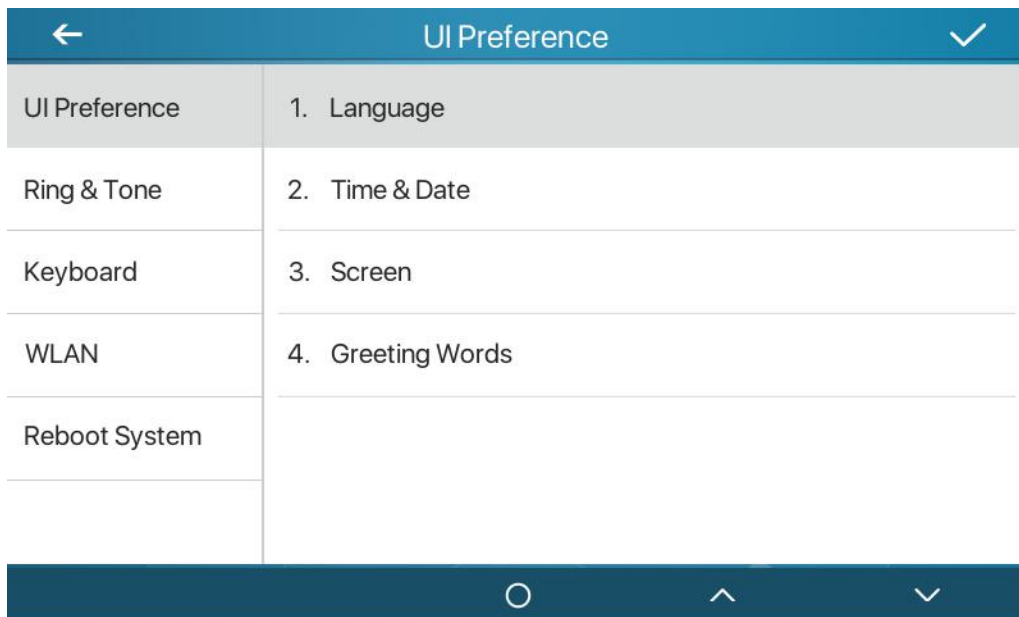 UI Preference
UI Preference
Ring & Tone
Keyboard
WLAN
Reboot System
1. Language
2. Time & Date
3. Screen
4. Greeting Words